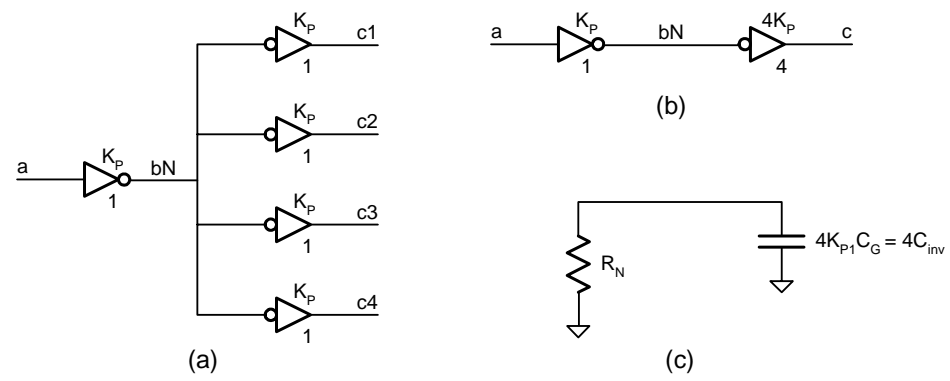 K_P
c1
1
K_P
c2
1
a
K_P
bN
1
K_P
c3
1
K_P
c4
1
(a)
a
K_P
bN
4K_P
c
1
4
(b)
R_N
4K_P1C_G = 4C_inv
(c)